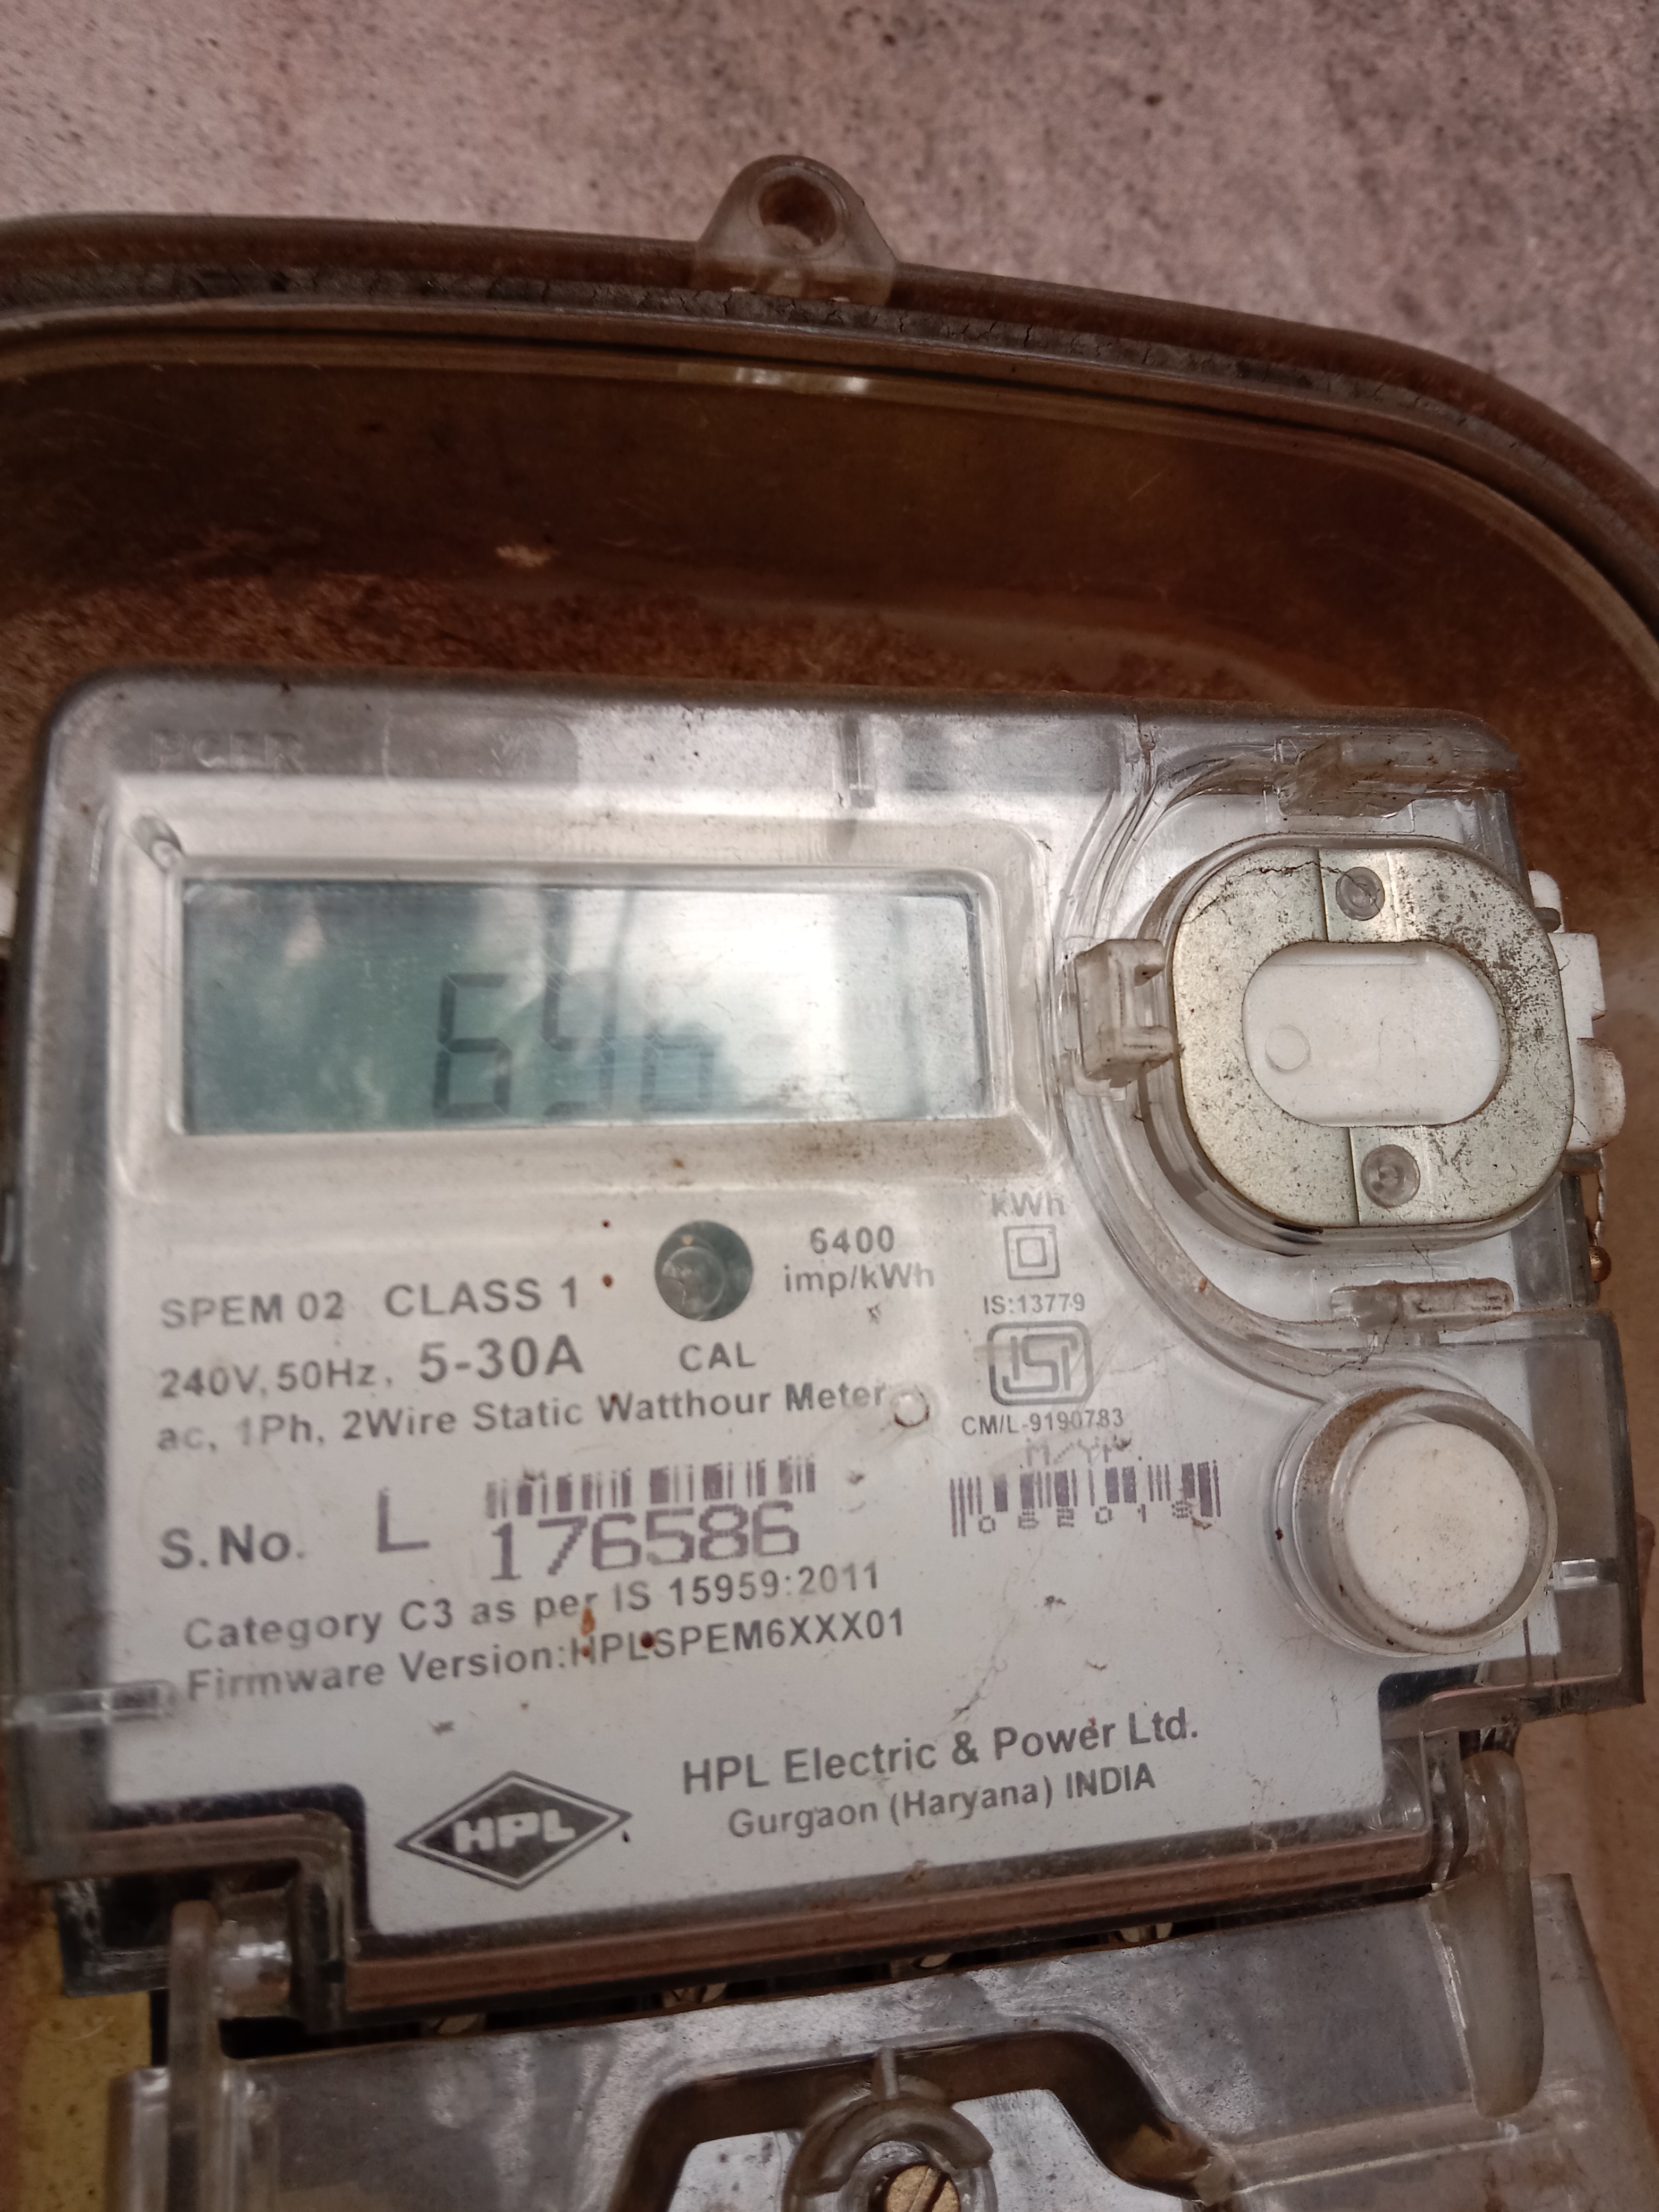 6400
imp/kWh
kWh
SPEM 02 CLASS 1
CAL
IS:13779
240V, 50Hz, 5-30A
ISI
ac, 1Ph, 2Wire Static Watthour Meter
CM/L-9190783
M/Yr
S.No. L 176586
Category C3 as per IS 15959:2011
Firmware Version:HPLSPEM6XXX01
HPL
HPL Electric & Power Ltd.
Gurgaon (Haryana) INDIA